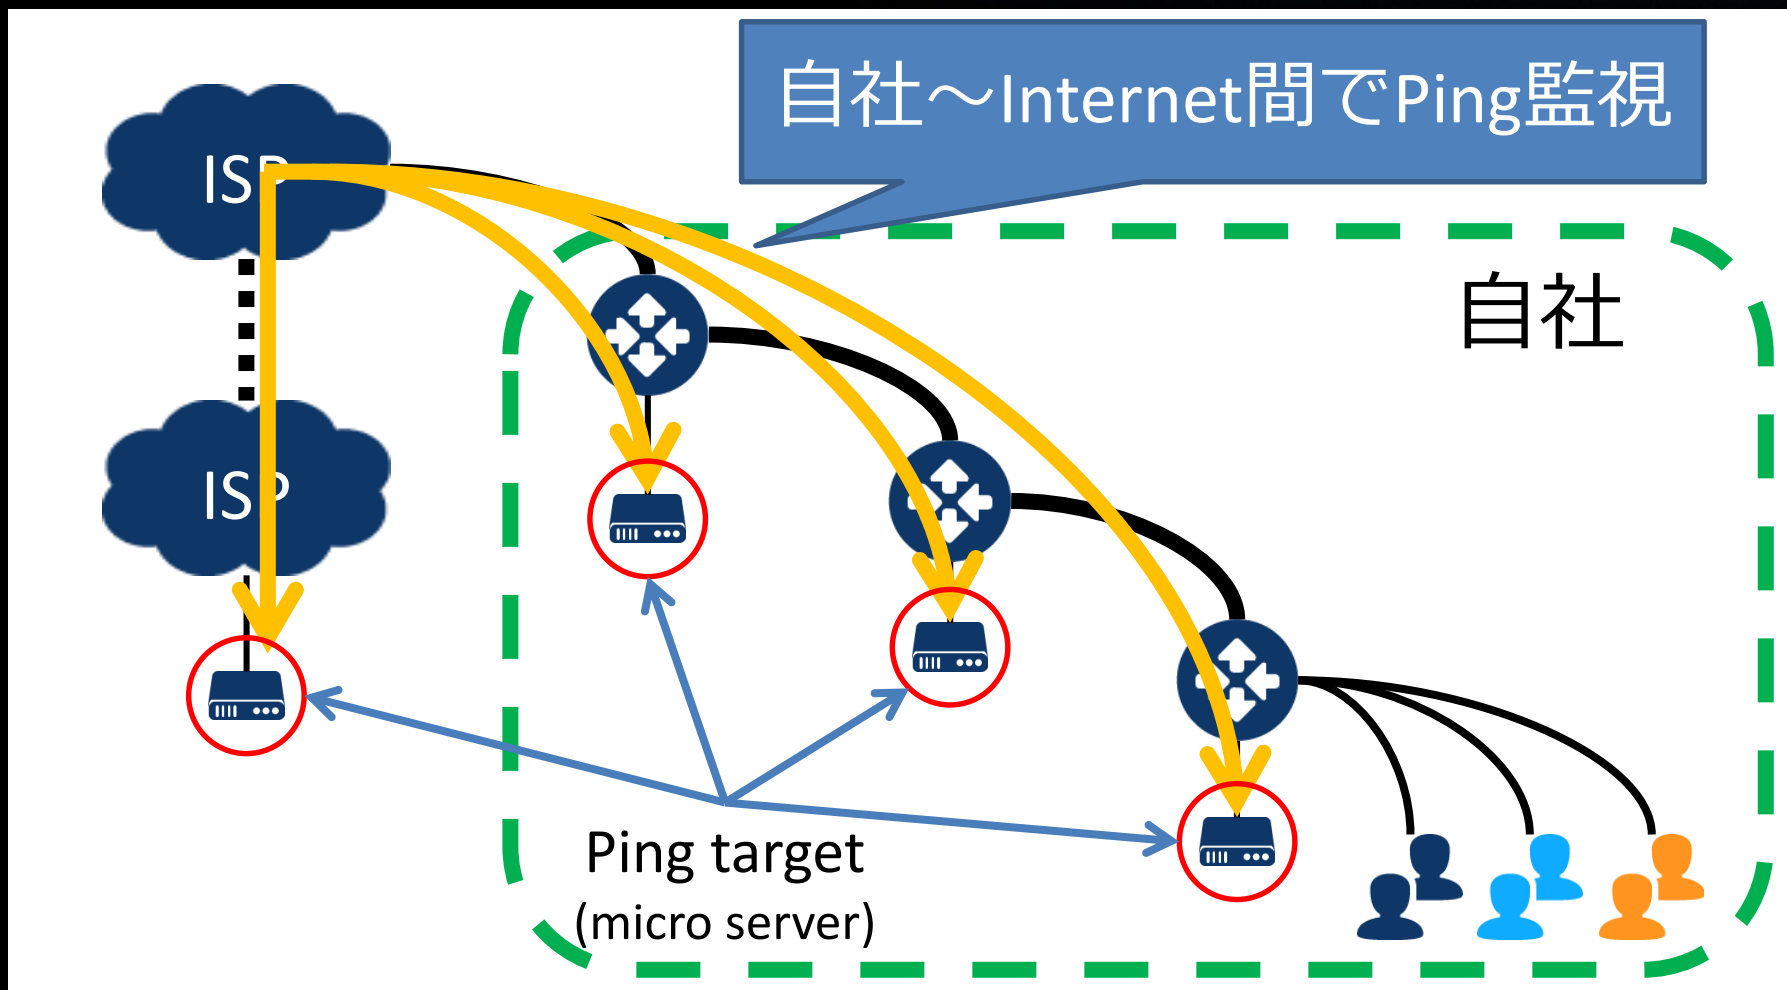 自社～Internet間でPing監視
ISP
自社
ISP
Ping target
(micro server)